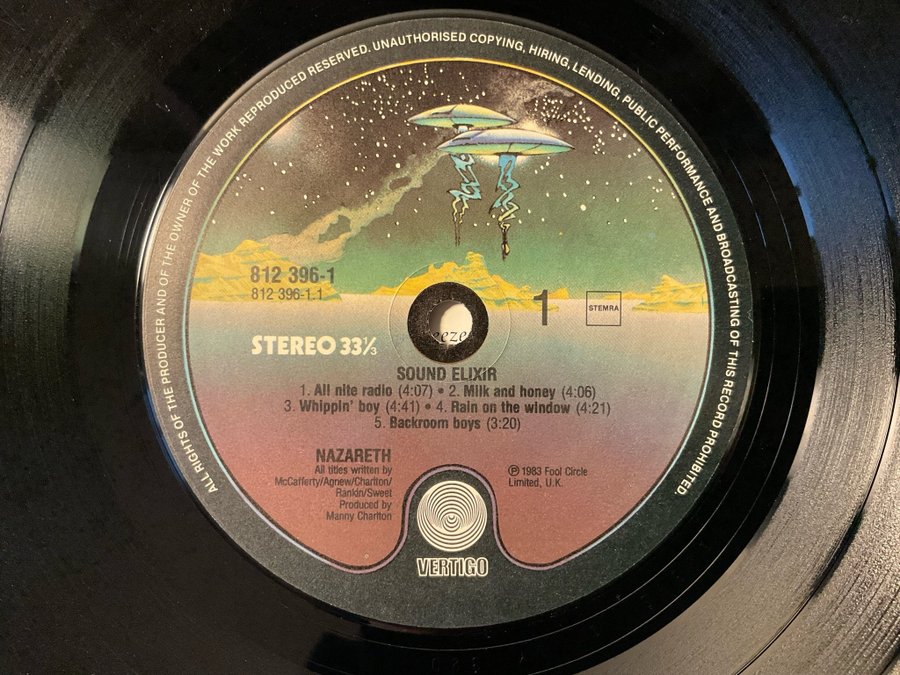 ALL RIGHTS OF THE PRODUCER AND OF THE OWNER OF THE WORK REPRODUCED RESERVED. UNAUTHORISED COPYING, HIRING, LENDING, PUBLIC PERFORMANCE AND BROADCASTING OF THIS RECORD PROHIBITED.
812 396-1
812 396-1.1
1
STEMRA
STEREO 33⅓
SOUND ELIXIR
1. All nite radio (4:07) • 2. Milk and honey (4:06)
3. Whippin' boy (4:41) • 4. Rain on the window (4:21)
5. Backroom boys (3:20)
NAZARETH
All titles written by
McCafferty/Agnew/Charlton/
Rankin/Sweet
Produced by
Manny Charlton
℗ 1983 Fool Circle
Limited, U.K.
VERTIGO